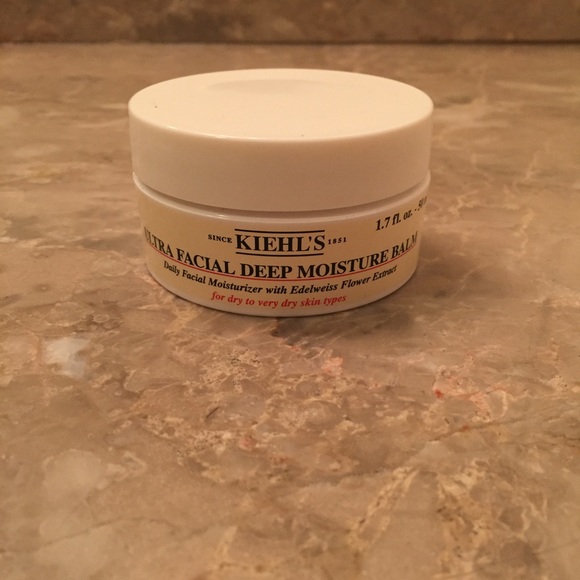 1.7 fl. oz. -
SINCE KIEHL'S 1851
ULTRA FACIAL DEEP MOISTURE BALM
Daily Facial Moisturizer with Edelweiss Flower Extract
for dry to very dry skin types